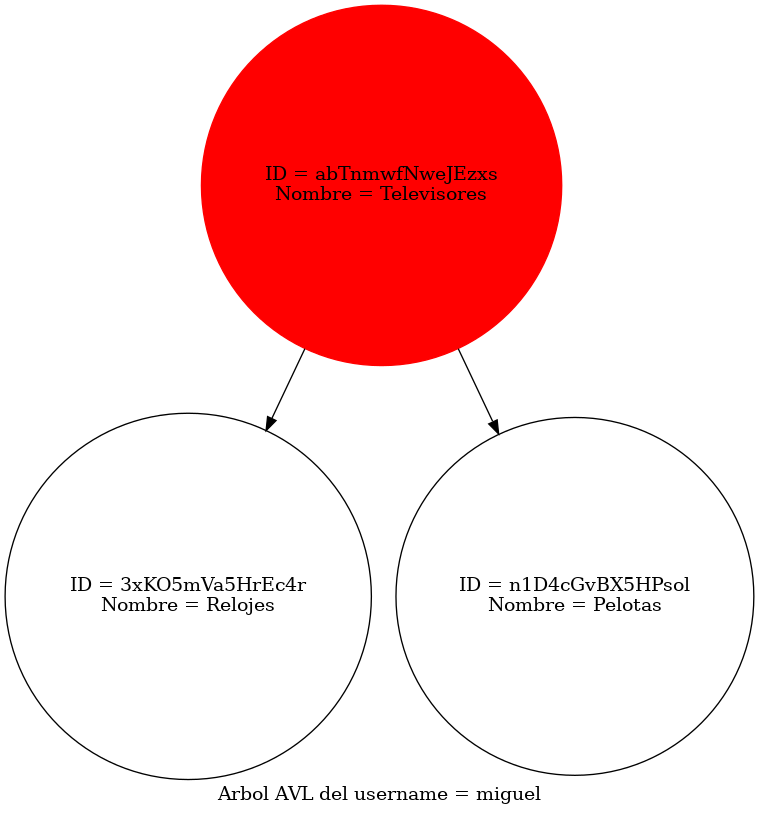 ID = abTnmwfNweJEzxs
Nombre = Televisores
ID = 3xKO5mVa5HrEc4r
Nombre = Relojes
ID = n1D4cGvBX5HPsol
Nombre = Pelotas
Arbol AVL del username = miguel